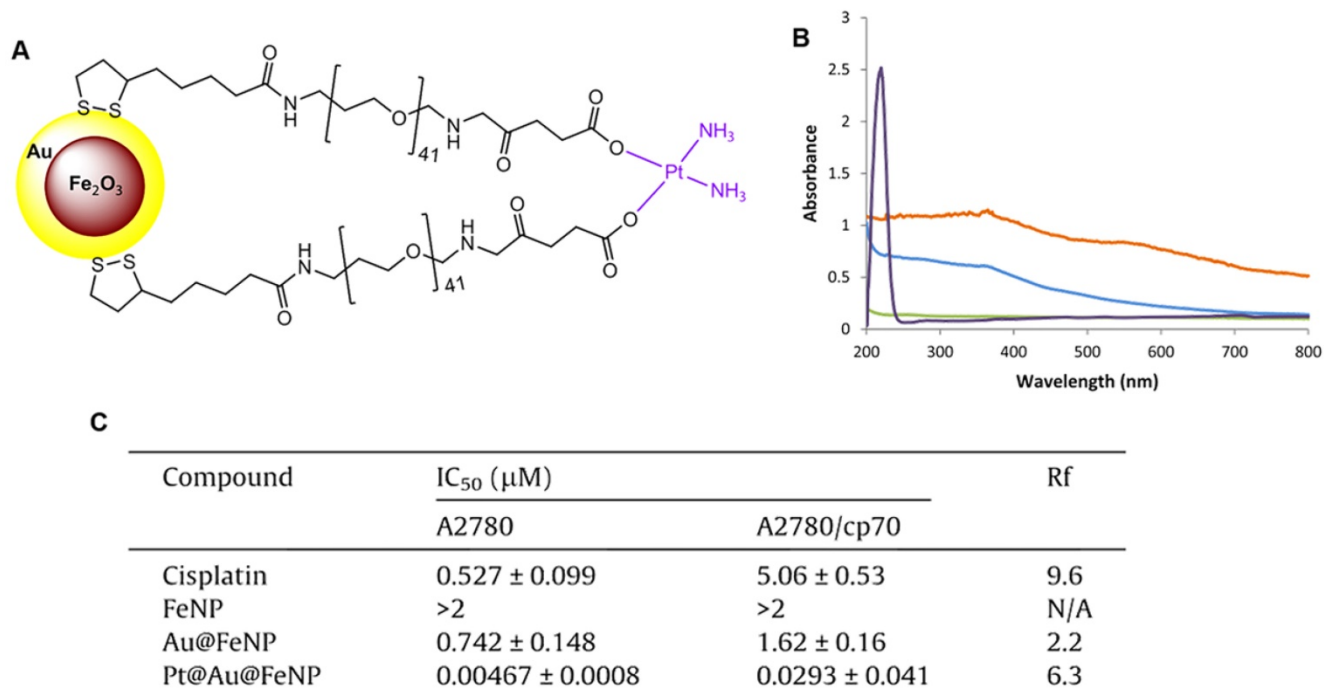 A
S
S
O
N
H
O
41
N
H
O
O
O
NH₃
Pt
NH₃
O
O
O
N
H
O
41
O
H
N
S
S
H
N
O
Au
Fe₂O₃
B
3
2.5
2
1.5
1
0.5
0
Absorbance
200 300 400 500 600 700 800
Wavelength (nm)
C
Compound IC₅₀ (μM) Rf
A2780 A2780/cp70
Cisplatin 0.527 ± 0.099 5.06 ± 0.53 9.6
FeNP >2 >2 N/A
Au@FeNP 0.742 ± 0.148 1.62 ± 0.16 2.2
Pt@Au@FeNP 0.00467 ± 0.0008 0.0293 ± 0.041 6.3